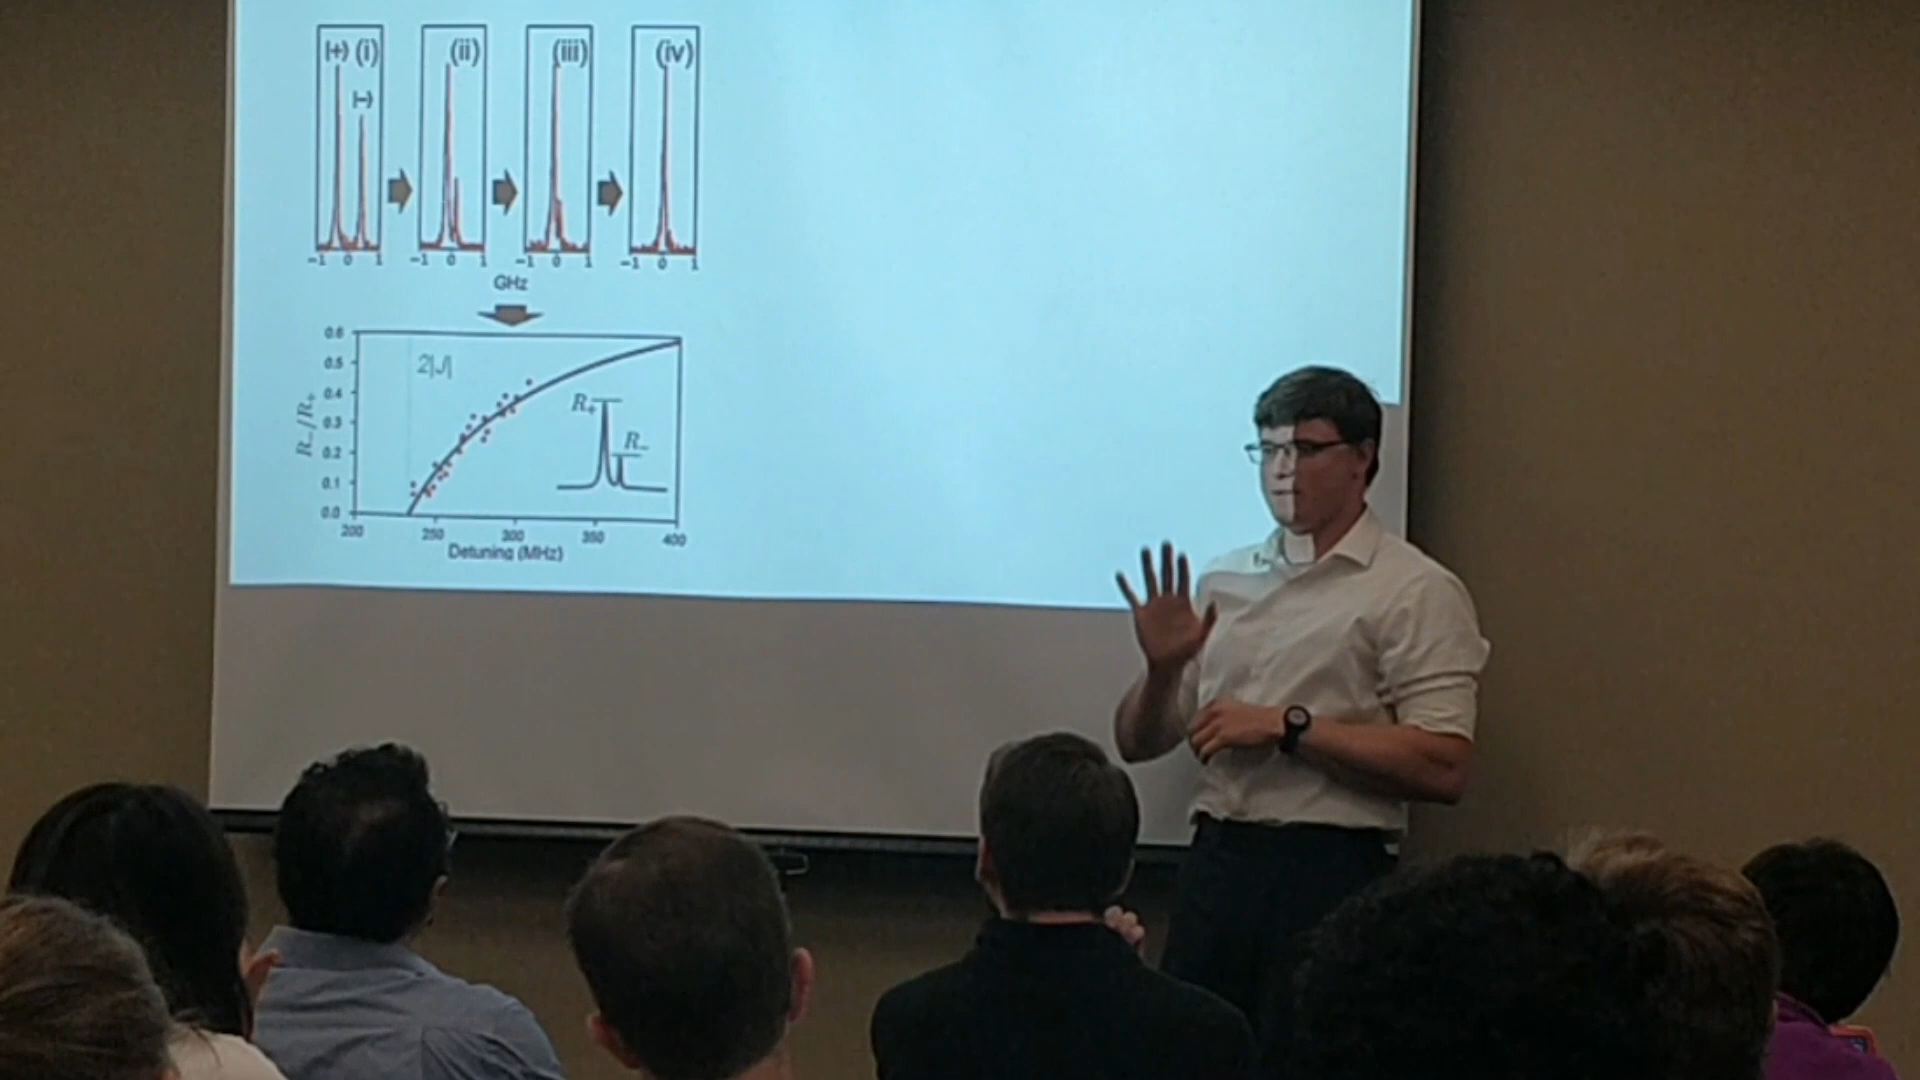 |+⟩ (i) (ii) (iii) (iv)
|−⟩
−1 0 1 −1 0 1 −1 0 1 −1 0 1
GHz
0.6
0.5
0.4
0.3
0.2
0.1
0.0
R−/R+
2|J|
R+
R−
200 250 300 350 400
Detuning (MHz)